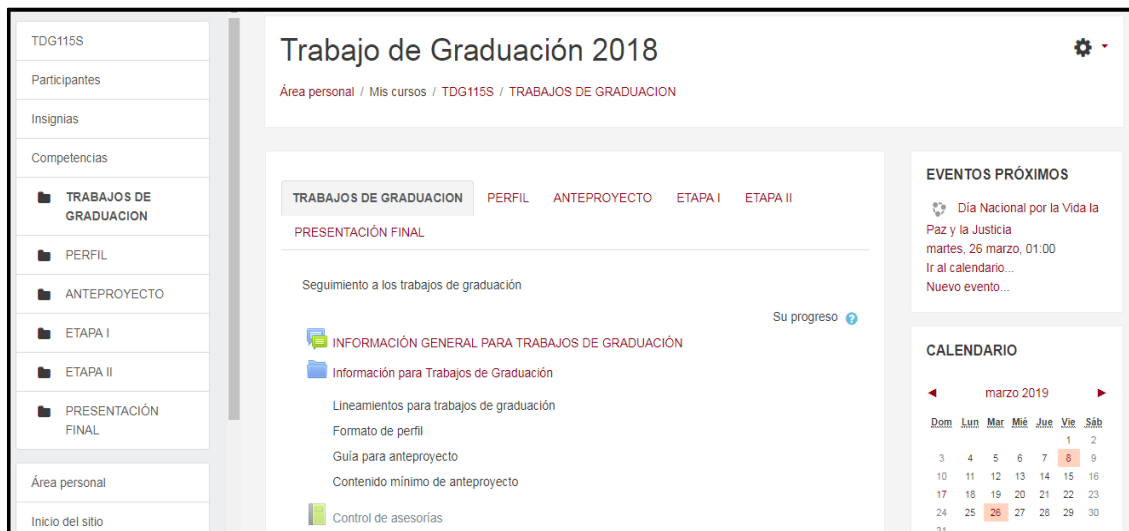 TDG115S
Participantes
Insignias
Competencias
TRABAJOS DE
GRADUACION
PERFIL
ANTEPROYECTO
ETAPA I
ETAPA II
PRESENTACIÓN
FINAL
Área personal
Inicio del sitio
Trabajo de Graduación 2018
Área personal / Mis cursos / TDG115S / TRABAJOS DE GRADUACION
TRABAJOS DE GRADUACION PERFIL ANTEPROYECTO ETAPA I ETAPA II
PRESENTACIÓN FINAL
Seguimiento a los trabajos de graduación
Su progreso
INFORMACIÓN GENERAL PARA TRABAJOS DE GRADUACIÓN
Información para Trabajos de Graduación
Lineamientos para trabajos de graduación
Formato de perfil
Guía para anteproyecto
Contenido mínimo de anteproyecto
Control de asesorías
EVENTOS PRÓXIMOS
Día Nacional por la Vida la
Paz y la Justicia
martes, 26 marzo, 01:00
Ir al calendario...
Nuevo evento...
CALENDARIO
◄ marzo 2019 ►
Dom Lun Mar Mié Jue Vie Sáb
1 2
3 4 5 6 7 8 9
10 11 12 13 14 15 16
17 18 19 20 21 22 23
24 25 26 27 28 29 30
31